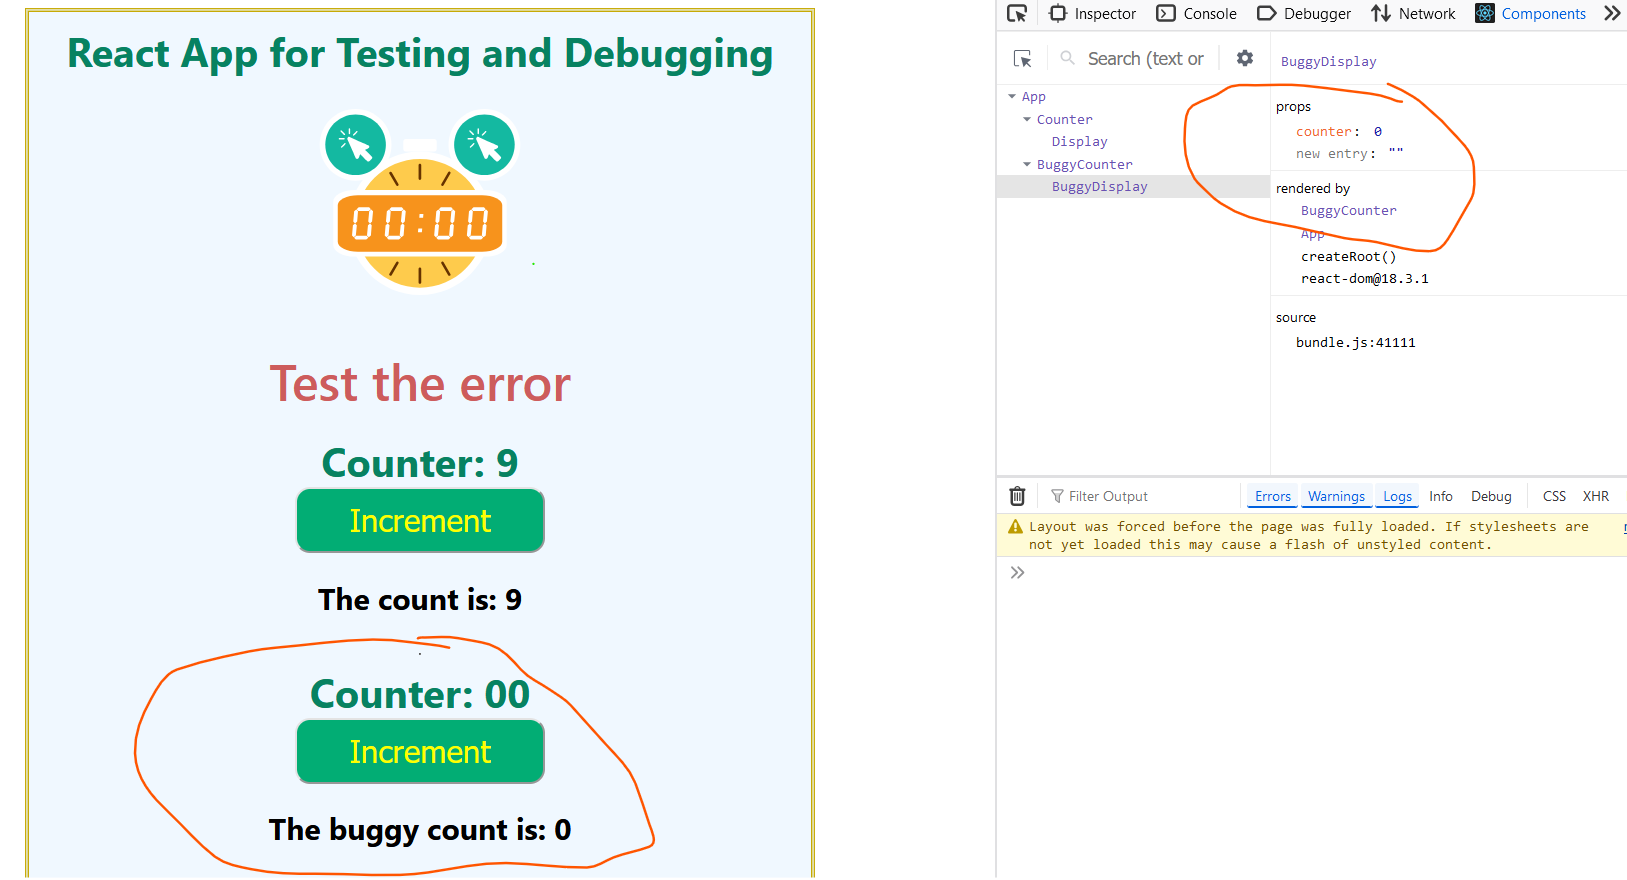 React App for Testing and Debugging
00:00
Test the error
Counter: 9
Increment
The count is: 9
Counter: 00
Increment
The buggy count is: 0
Inspector Console Debugger Network Components
Search (text or
BuggyDisplay
App
Counter
Display
BuggyCounter
BuggyDisplay
props
counter: 0
new entry: ""
rendered by
BuggyCounter
App
createRoot()
react-dom@18.3.1
source
bundle.js:41111
Filter Output Errors Warnings Logs Info Debug CSS XHR
Layout was forced before the page was fully loaded. If stylesheets are
not yet loaded this may cause a flash of unstyled content.